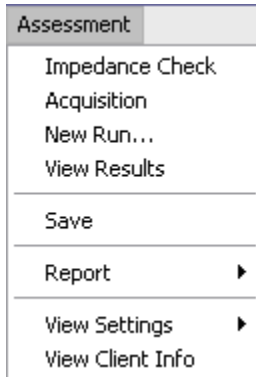 Assessment
Impedance Check
Acquisition
New Run...
View Results
Save
Report
View Settings
View Client Info